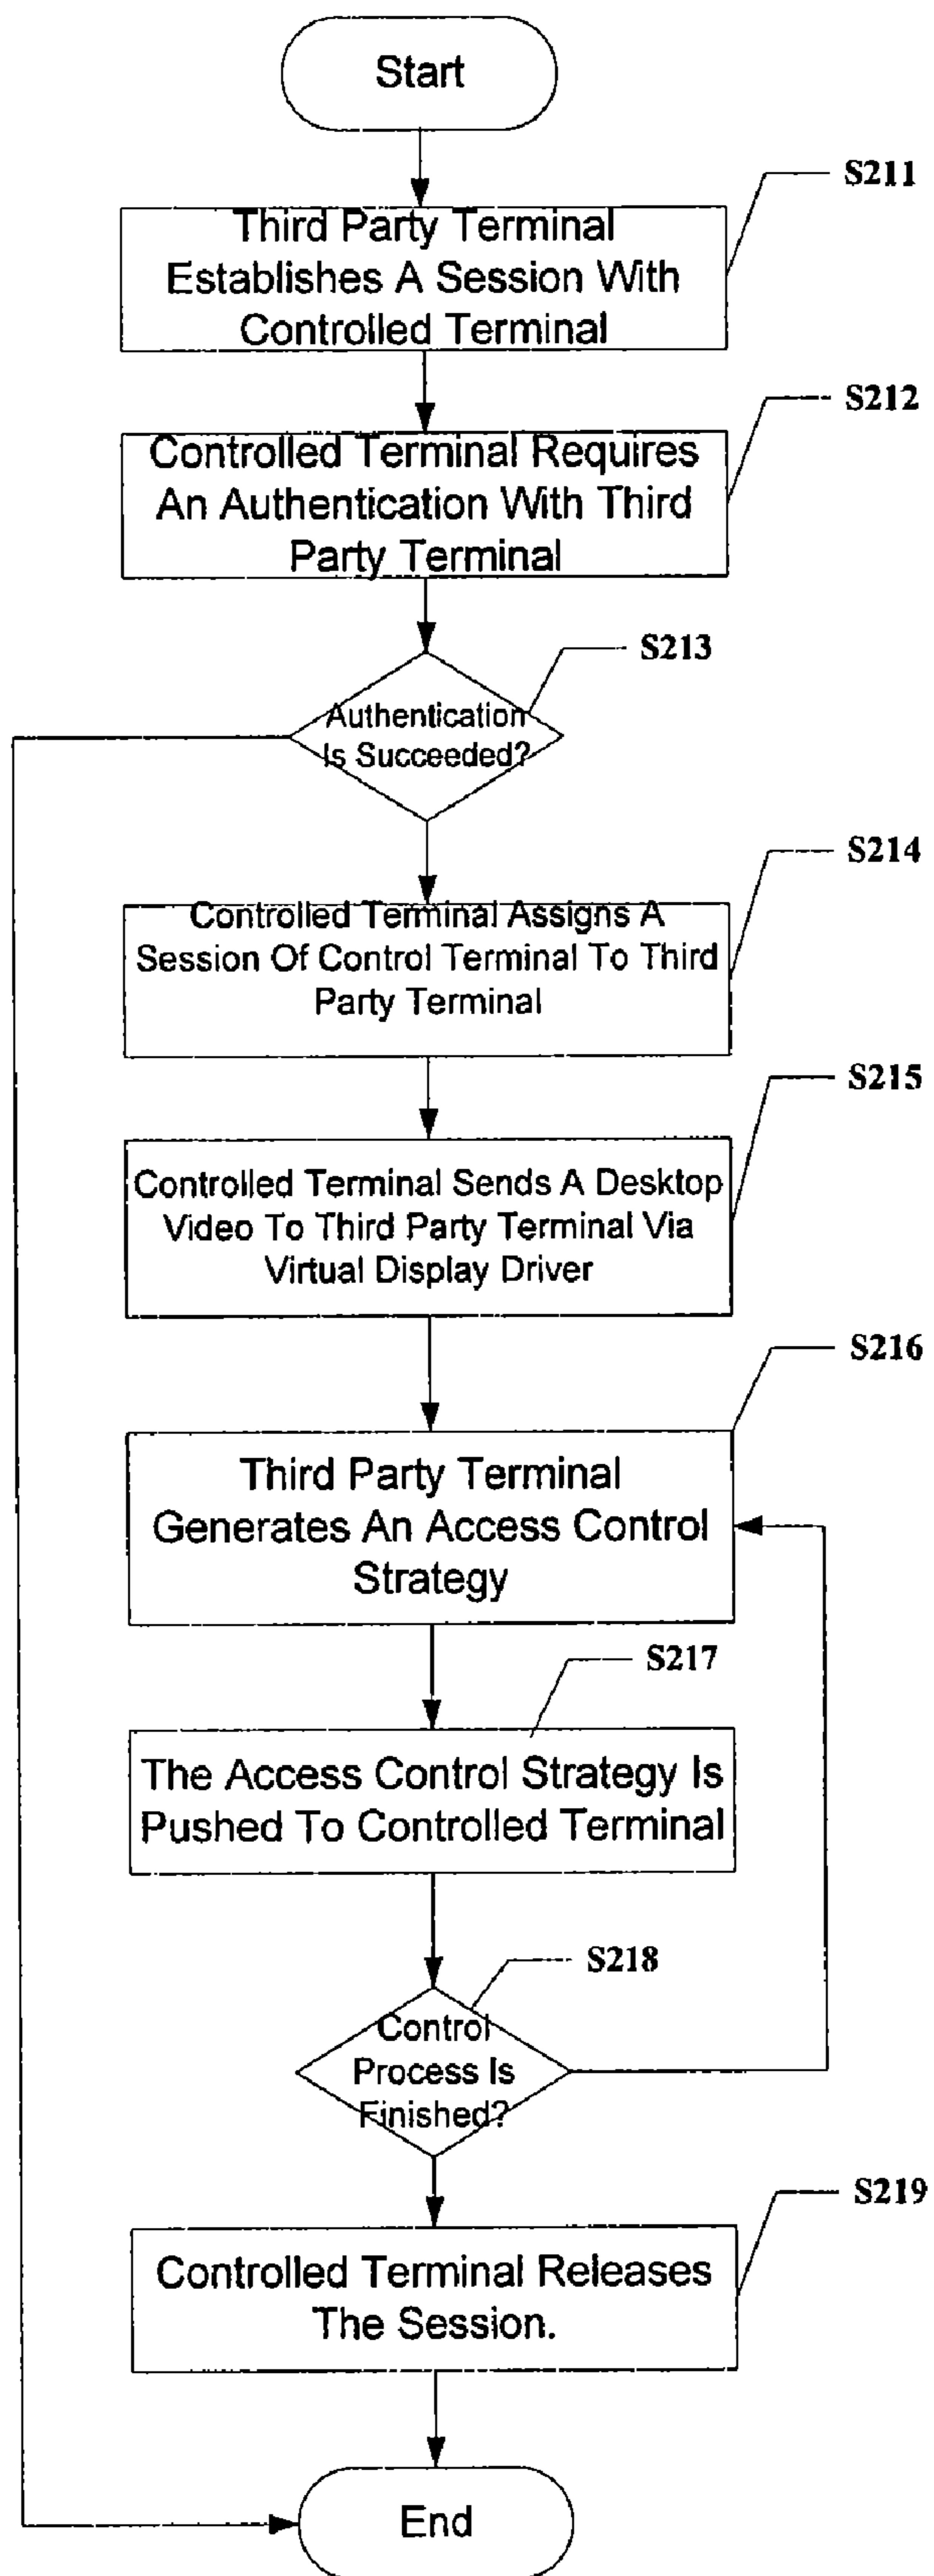 Start
S211
Third Party Terminal
Establishes A Session With
Controlled Terminal
S212
Controlled Terminal Requires
An Authentication With Third
Party Terminal
S213
Authentication
Is Succeeded?
S214
Controlled Terminal Assigns A
Session Of Control Terminal To Third
Party Terminal
S215
Controlled Terminal Sends A Desktop
Video To Third Party Terminal Via
Virtual Display Driver
S216
Third Party Terminal
Generates An Access Control
Strategy
S217
The Access Control Strategy Is
Pushed To Controlled Terminal
S218
Control
Process Is
Finished?
S219
Controlled Terminal Releases
The Session.
End